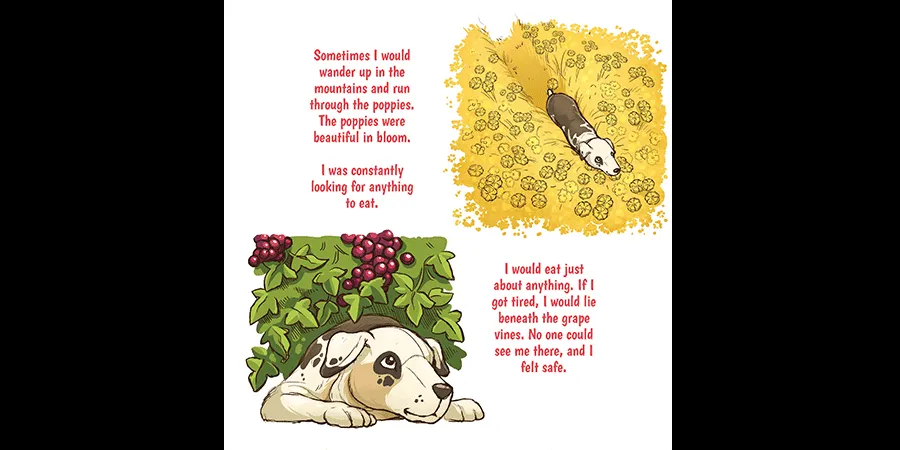 Sometimes I would
wander up in the
mountains and run
through the poppies.
The poppies were
beautiful in bloom.
I was constantly
looking for anything
to eat.
I would eat just
about anything. If I
got tired, I would lie
beneath the grape
vines. No one could
see me there, and I
felt safe.